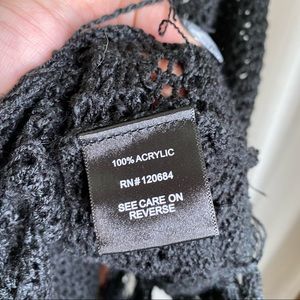 100% ACRYLIC
RN#120684
SEE CARE ON
REVERSE